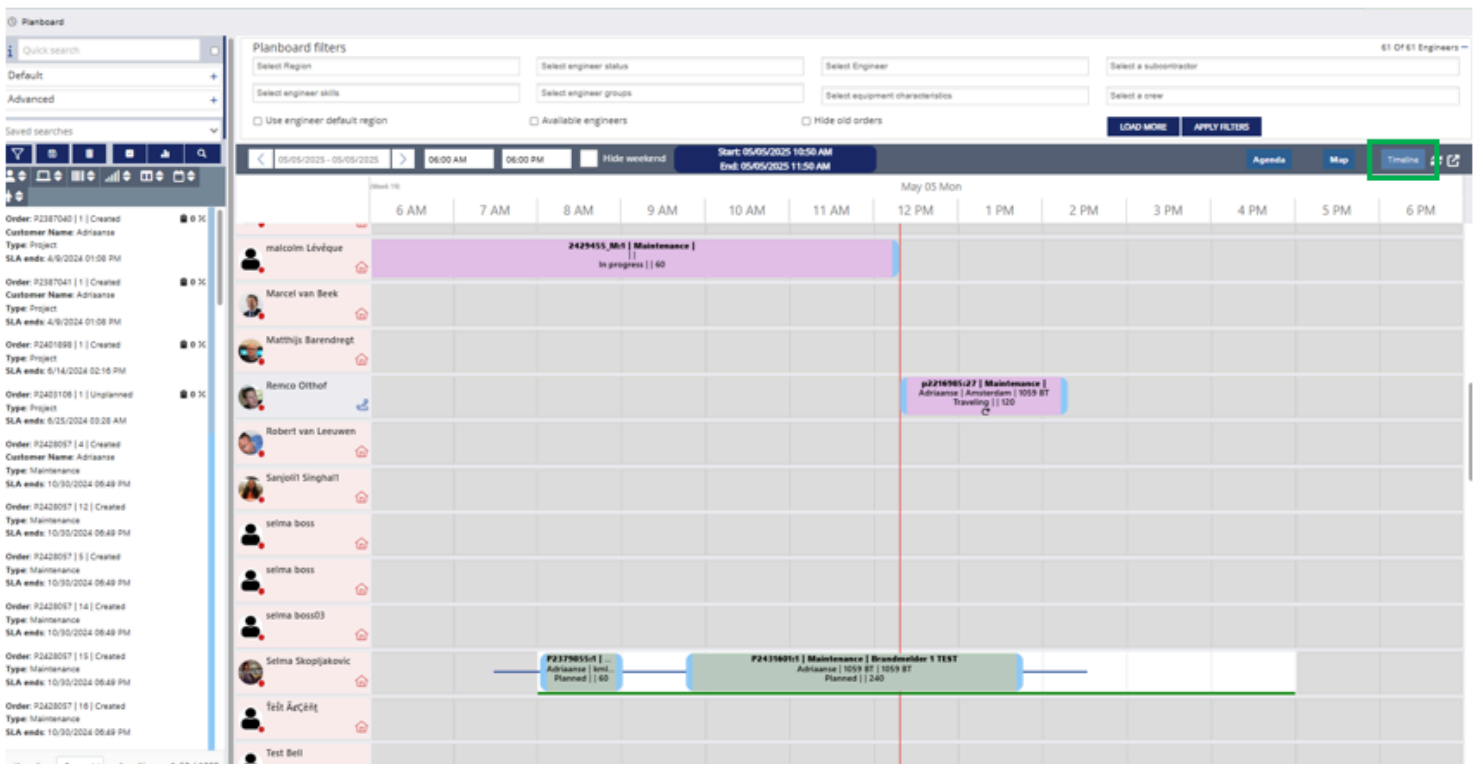 Planboard
i Quick search
Default +
Advanced +
Saved searches
Order: P2387040 | 1 | Created 0
Customer Name: Adriaanse
Type: Project
SLA ends: 4/9/2024 01:08 PM
Order: P2387041 | 1 | Created 0
Customer Name: Adriaanse
Type: Project
SLA ends: 4/9/2024 01:08 PM
Order: P2401898 | 1 | Created 0
Type: Project
SLA ends: 6/14/2024 02:16 PM
Order: P2403108 | 1 | Unplanned 0
Type: Project
SLA ends: 6/25/2024 03:28 AM
Order: P2428057 | 4 | Created
Customer Name: Adriaanse
Type: Maintenance
SLA ends: 10/30/2024 06:49 PM
Order: P2428057 | 12 | Created
Type: Maintenance
SLA ends: 10/30/2024 06:49 PM
Order: P2428057 | 5 | Created
Type: Maintenance
SLA ends: 10/30/2024 06:49 PM
Order: P2428057 | 14 | Created
Type: Maintenance
SLA ends: 10/30/2024 06:49 PM
Order: P2428057 | 15 | Created
Type: Maintenance
SLA ends: 10/30/2024 06:49 PM
Order: P2428057 | 16 | Created
Type: Maintenance
SLA ends: 10/30/2024 06:49 PM
Planboard filters
61 Of 61 Engineers
Select Region Select engineer status Select Engineer Select a subcontractor
Select engineer skills Select engineer groups Select equipment characteristics Select a crew
Use engineer default region Available engineers Hide old orders LOAD MORE APPLY FILTERS
05/05/2025 - 05/05/2025 06:00 AM 06:00 PM Hide weekend
Start: 05/05/2025 10:50 AM
End: 05/05/2025 11:50 AM
Agenda Map Timeline
(Week 19) May 05 Mon
6 AM 7 AM 8 AM 9 AM 10 AM 11 AM 12 PM 1 PM 2 PM 3 PM 4 PM 5 PM 6 PM
malcolm Lévêque
2429455_M:1 | Maintenance |
||
In progress | | 60
Marcel van Beek
Matthijs Barendregt
Remco Olthof
p2216985:27 | Maintenance |
Adriaanse | Amsterdam | 1059 BT
Traveling | | 120
Robert van Leeuwen
Sanjoli1 Singhal1
selma boss
selma boss
selma boss03
Selma Skopljakovic
P2379855:1 | ...
Adriaanse | kml...
Planned | | 60
P2431601:1 | Maintenance | Brandmelder 1 TEST
Adriaanse | 1059 BT | 1059 BT
Planned | | 240
Test Bell